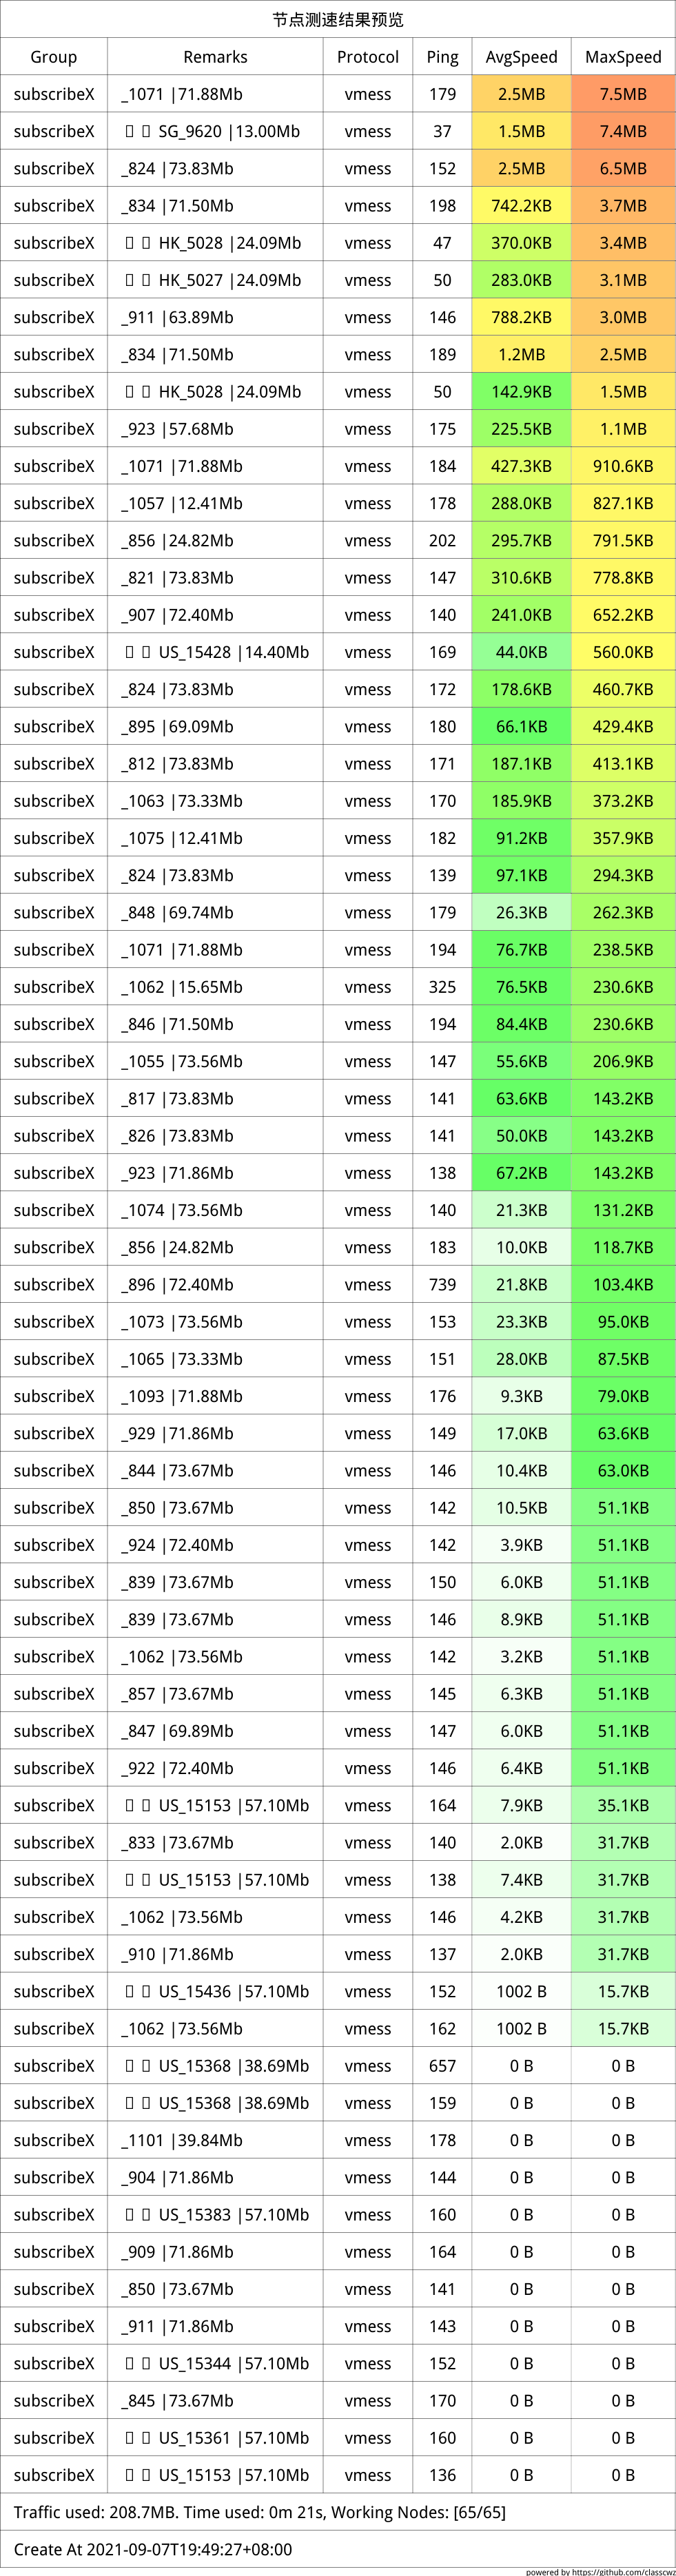 节点测速结果预览
Group Remarks Protocol Ping AvgSpeed MaxSpeed
subscribeX _1071 |71.88Mb vmess 179 2.5MB 7.5MB
subscribeX SG_9620 |13.00Mb vmess 37 1.5MB 7.4MB
subscribeX _824 |73.83Mb vmess 152 2.5MB 6.5MB
subscribeX _834 |71.50Mb vmess 198 742.2KB 3.7MB
subscribeX HK_5028 |24.09Mb vmess 47 370.0KB 3.4MB
subscribeX HK_5027 |24.09Mb vmess 50 283.0KB 3.1MB
subscribeX _911 |63.89Mb vmess 146 788.2KB 3.0MB
subscribeX _834 |71.50Mb vmess 189 1.2MB 2.5MB
subscribeX HK_5028 |24.09Mb vmess 50 142.9KB 1.5MB
subscribeX _923 |57.68Mb vmess 175 225.5KB 1.1MB
subscribeX _1071 |71.88Mb vmess 184 427.3KB 910.6KB
subscribeX _1057 |12.41Mb vmess 178 288.0KB 827.1KB
subscribeX _856 |24.82Mb vmess 202 295.7KB 791.5KB
subscribeX _821 |73.83Mb vmess 147 310.6KB 778.8KB
subscribeX _907 |72.40Mb vmess 140 241.0KB 652.2KB
subscribeX US_15428 |14.40Mb vmess 169 44.0KB 560.0KB
subscribeX _824 |73.83Mb vmess 172 178.6KB 460.7KB
subscribeX _895 |69.09Mb vmess 180 66.1KB 429.4KB
subscribeX _812 |73.83Mb vmess 171 187.1KB 413.1KB
subscribeX _1063 |73.33Mb vmess 170 185.9KB 373.2KB
subscribeX _1075 |12.41Mb vmess 182 91.2KB 357.9KB
subscribeX _824 |73.83Mb vmess 139 97.1KB 294.3KB
subscribeX _848 |69.74Mb vmess 179 26.3KB 262.3KB
subscribeX _1071 |71.88Mb vmess 194 76.7KB 238.5KB
subscribeX _1062 |15.65Mb vmess 325 76.5KB 230.6KB
subscribeX _846 |71.50Mb vmess 194 84.4KB 230.6KB
subscribeX _1055 |73.56Mb vmess 147 55.6KB 206.9KB
subscribeX _817 |73.83Mb vmess 141 63.6KB 143.2KB
subscribeX _826 |73.83Mb vmess 141 50.0KB 143.2KB
subscribeX _923 |71.86Mb vmess 138 67.2KB 143.2KB
subscribeX _1074 |73.56Mb vmess 140 21.3KB 131.2KB
subscribeX _856 |24.82Mb vmess 183 10.0KB 118.7KB
subscribeX _896 |72.40Mb vmess 739 21.8KB 103.4KB
subscribeX _1073 |73.56Mb vmess 153 23.3KB 95.0KB
subscribeX _1065 |73.33Mb vmess 151 28.0KB 87.5KB
subscribeX _1093 |71.88Mb vmess 176 9.3KB 79.0KB
subscribeX _929 |71.86Mb vmess 149 17.0KB 63.6KB
subscribeX _844 |73.67Mb vmess 146 10.4KB 63.0KB
subscribeX _850 |73.67Mb vmess 142 10.5KB 51.1KB
subscribeX _924 |72.40Mb vmess 142 3.9KB 51.1KB
subscribeX _839 |73.67Mb vmess 150 6.0KB 51.1KB
subscribeX _839 |73.67Mb vmess 146 8.9KB 51.1KB
subscribeX _1062 |73.56Mb vmess 142 3.2KB 51.1KB
subscribeX _857 |73.67Mb vmess 145 6.3KB 51.1KB
subscribeX _847 |69.89Mb vmess 147 6.0KB 51.1KB
subscribeX _922 |72.40Mb vmess 146 6.4KB 51.1KB
subscribeX US_15153 |57.10Mb vmess 164 7.9KB 35.1KB
subscribeX _833 |73.67Mb vmess 140 2.0KB 31.7KB
subscribeX US_15153 |57.10Mb vmess 138 7.4KB 31.7KB
subscribeX _1062 |73.56Mb vmess 146 4.2KB 31.7KB
subscribeX _910 |71.86Mb vmess 137 2.0KB 31.7KB
subscribeX US_15436 |57.10Mb vmess 152 1002 B 15.7KB
subscribeX _1062 |73.56Mb vmess 162 1002 B 15.7KB
subscribeX US_15368 |38.69Mb vmess 657 0 B 0 B
subscribeX US_15368 |38.69Mb vmess 159 0 B 0 B
subscribeX _1101 |39.84Mb vmess 178 0 B 0 B
subscribeX _904 |71.86Mb vmess 144 0 B 0 B
subscribeX US_15383 |57.10Mb vmess 160 0 B 0 B
subscribeX _909 |71.86Mb vmess 164 0 B 0 B
subscribeX _850 |73.67Mb vmess 141 0 B 0 B
subscribeX _911 |71.86Mb vmess 143 0 B 0 B
subscribeX US_15344 |57.10Mb vmess 152 0 B 0 B
subscribeX _845 |73.67Mb vmess 170 0 B 0 B
subscribeX US_15361 |57.10Mb vmess 160 0 B 0 B
subscribeX US_15153 |57.10Mb vmess 136 0 B 0 B
Traffic used: 208.7MB. Time used: 0m 21s, Working Nodes: [65/65]
Create At 2021-09-07T19:49:27+08:00
powered by https://github.com/classcwz